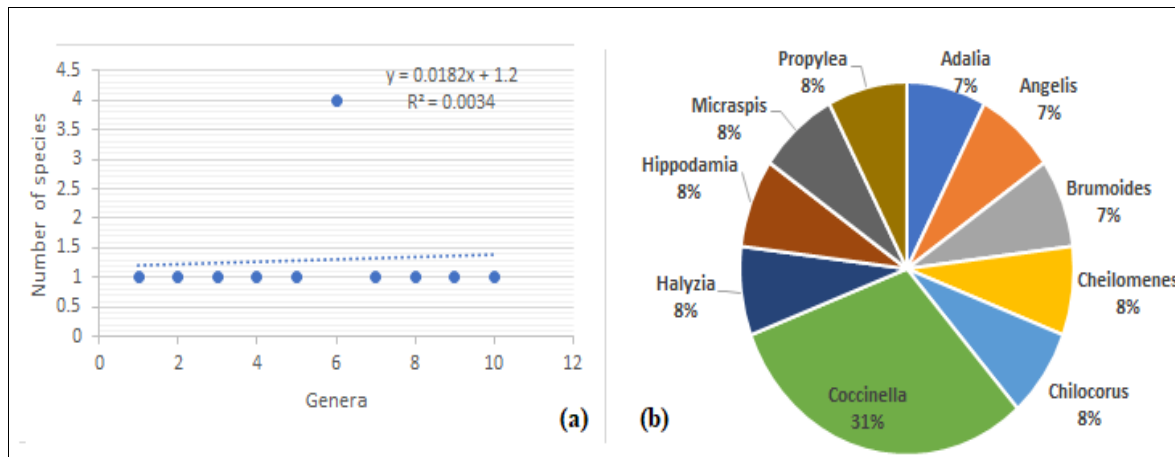 4.5
4
3.5
3
2.5
2
1.5
1
0.5
0
0
2
4
6
8
10
12
Number of species
Genera
y = 0.0182x + 1.2
R² = 0.0034
(a)
Propylea
8%
Adalia
7%
Angelis
7%
Brumoides
7%
Cheilomenes
8%
Chilocorus
8%
Coccinella
31%
Halyzia
8%
Hippodamia
8%
Micraspis
8%
(b)